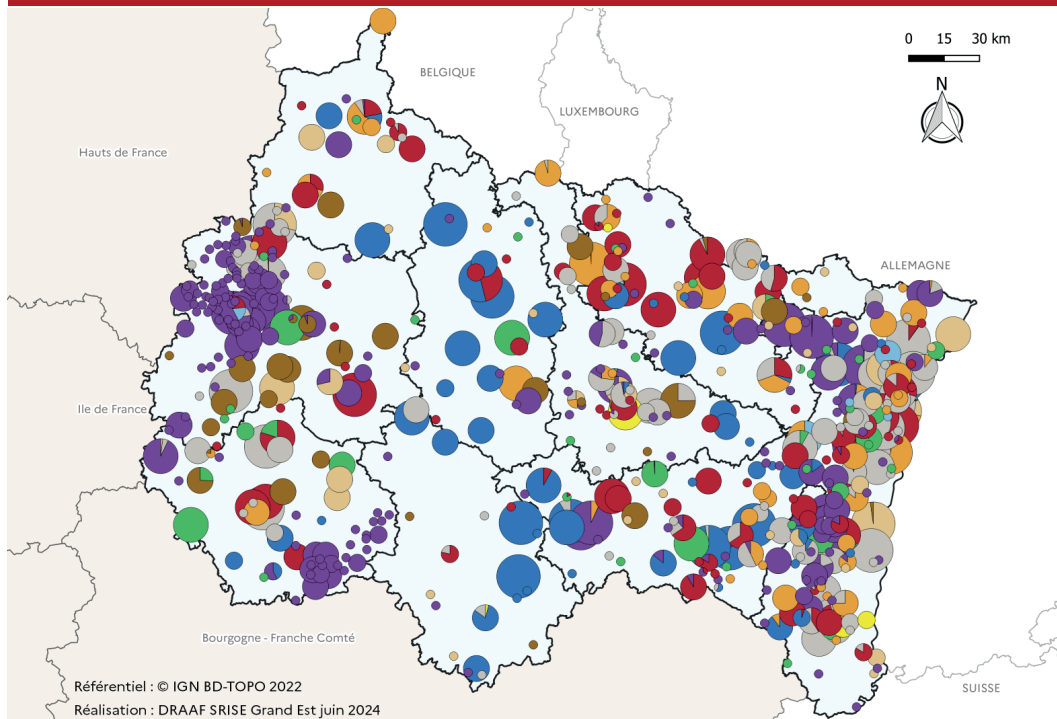 0 15 30 km
N
BELGIQUE
LUXEMBOURG
Hauts de France
ALLEMAGNE
Ile de France
Bourgogne - Franche Comté
SUISSE
Référentiel : © IGN BD-TOPO 2022
Réalisation : DRAAF SRISE Grand Est juin 2024